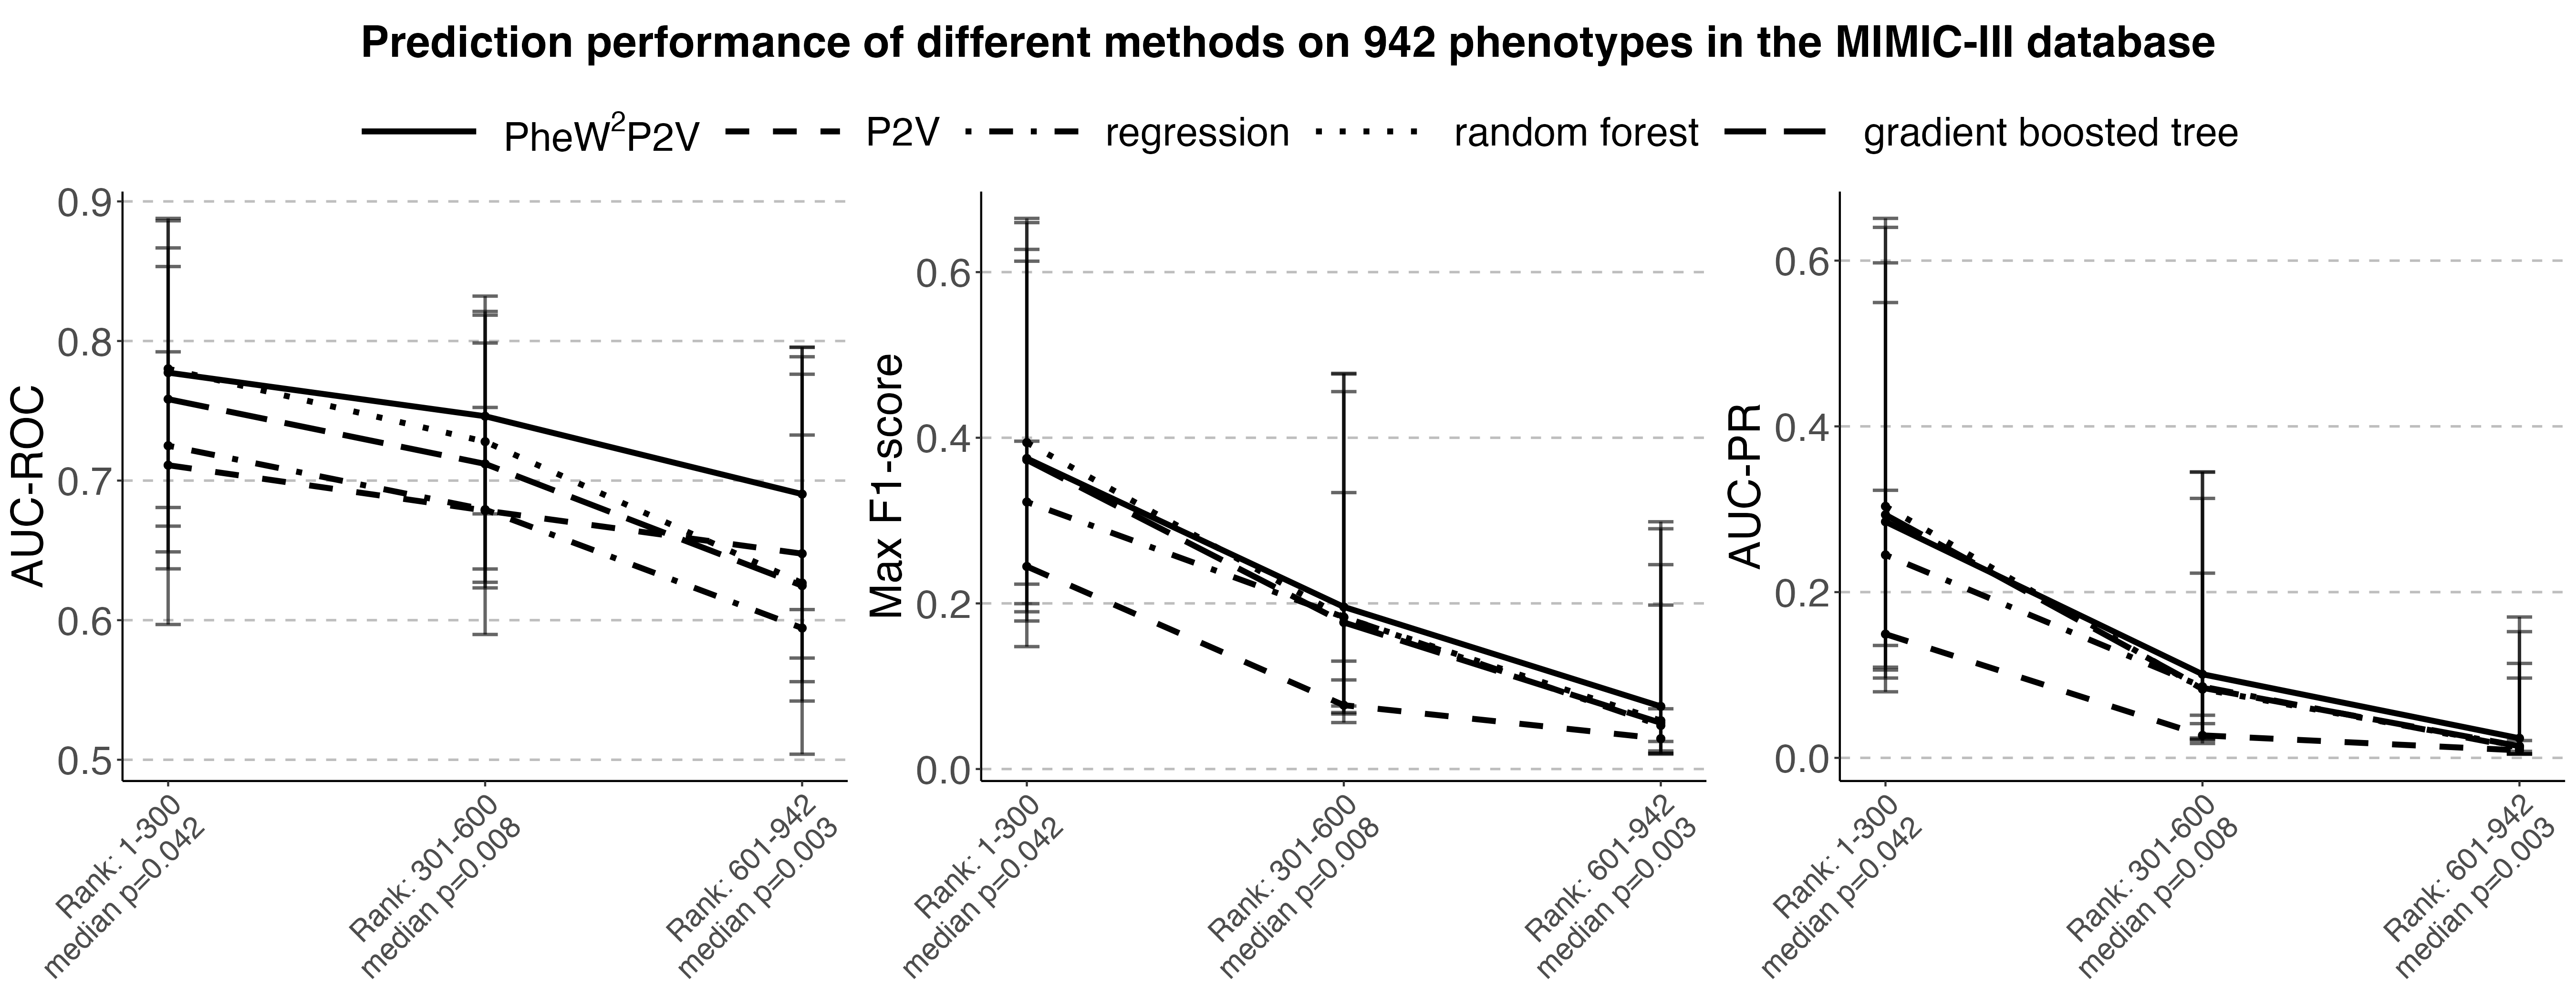 Prediction performance of different methods on 942 phenotypes in the MIMIC-III database
PheW²P2V P2V regression random forest gradient boosted tree
AUC-ROC
0.9
0.8
0.7
0.6
0.5
Rank: 1-300
median p=0.042
Rank: 301-600
median p=0.008
Rank: 601-942
median p=0.003
Max F1-score
0.6
0.4
0.2
0.0
Rank: 1-300
median p=0.042
Rank: 301-600
median p=0.008
Rank: 601-942
median p=0.003
AUC-PR
0.6
0.4
0.2
0.0
Rank: 1-300
median p=0.042
Rank: 301-600
median p=0.008
Rank: 601-942
median p=0.003